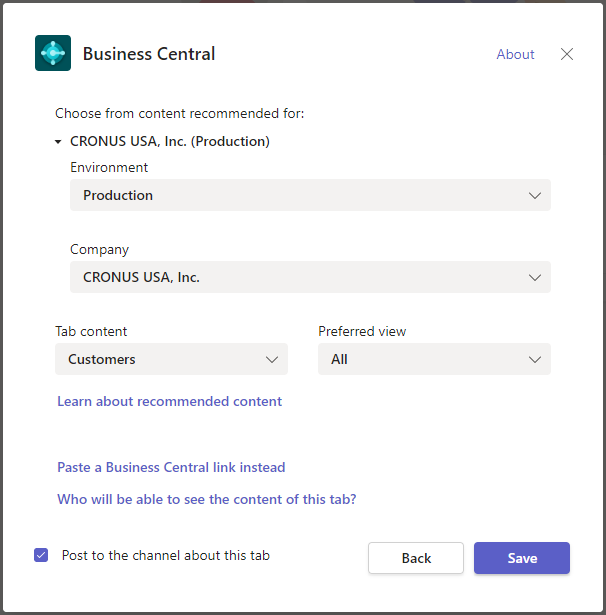 Business Central
About
Choose from content recommended for:
CRONUS USA, Inc. (Production)
Environment
Production
Company
CRONUS USA, Inc.
Tab content
Preferred view
Customers
All
Learn about recommended content
Paste a Business Central link instead
Who will be able to see the content of this tab?
Post to the channel about this tab
Back
Save